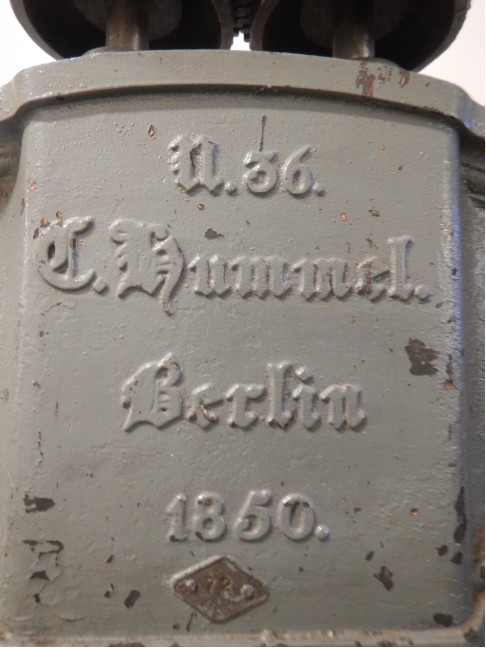 N. 36.
C. Hummel.
Berlin
1850.